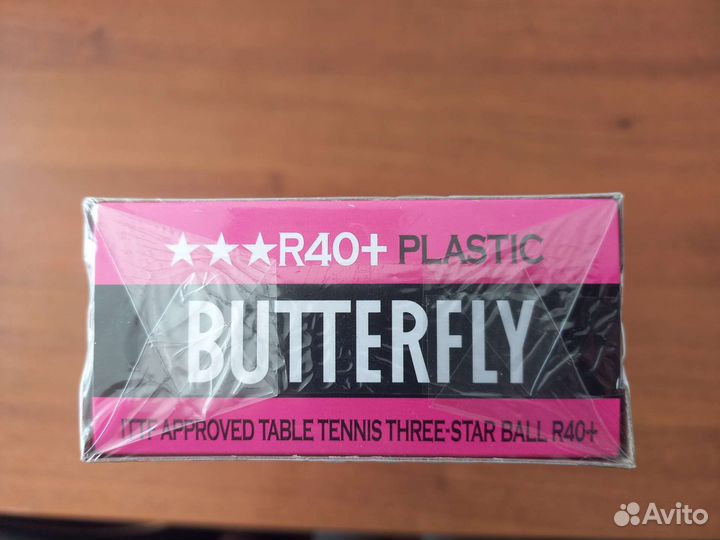 ★★★R40+ PLASTIC
BUTTERFLY
ITTF APPROVED TABLE TENNIS THREE-STAR BALL R40+
Avito